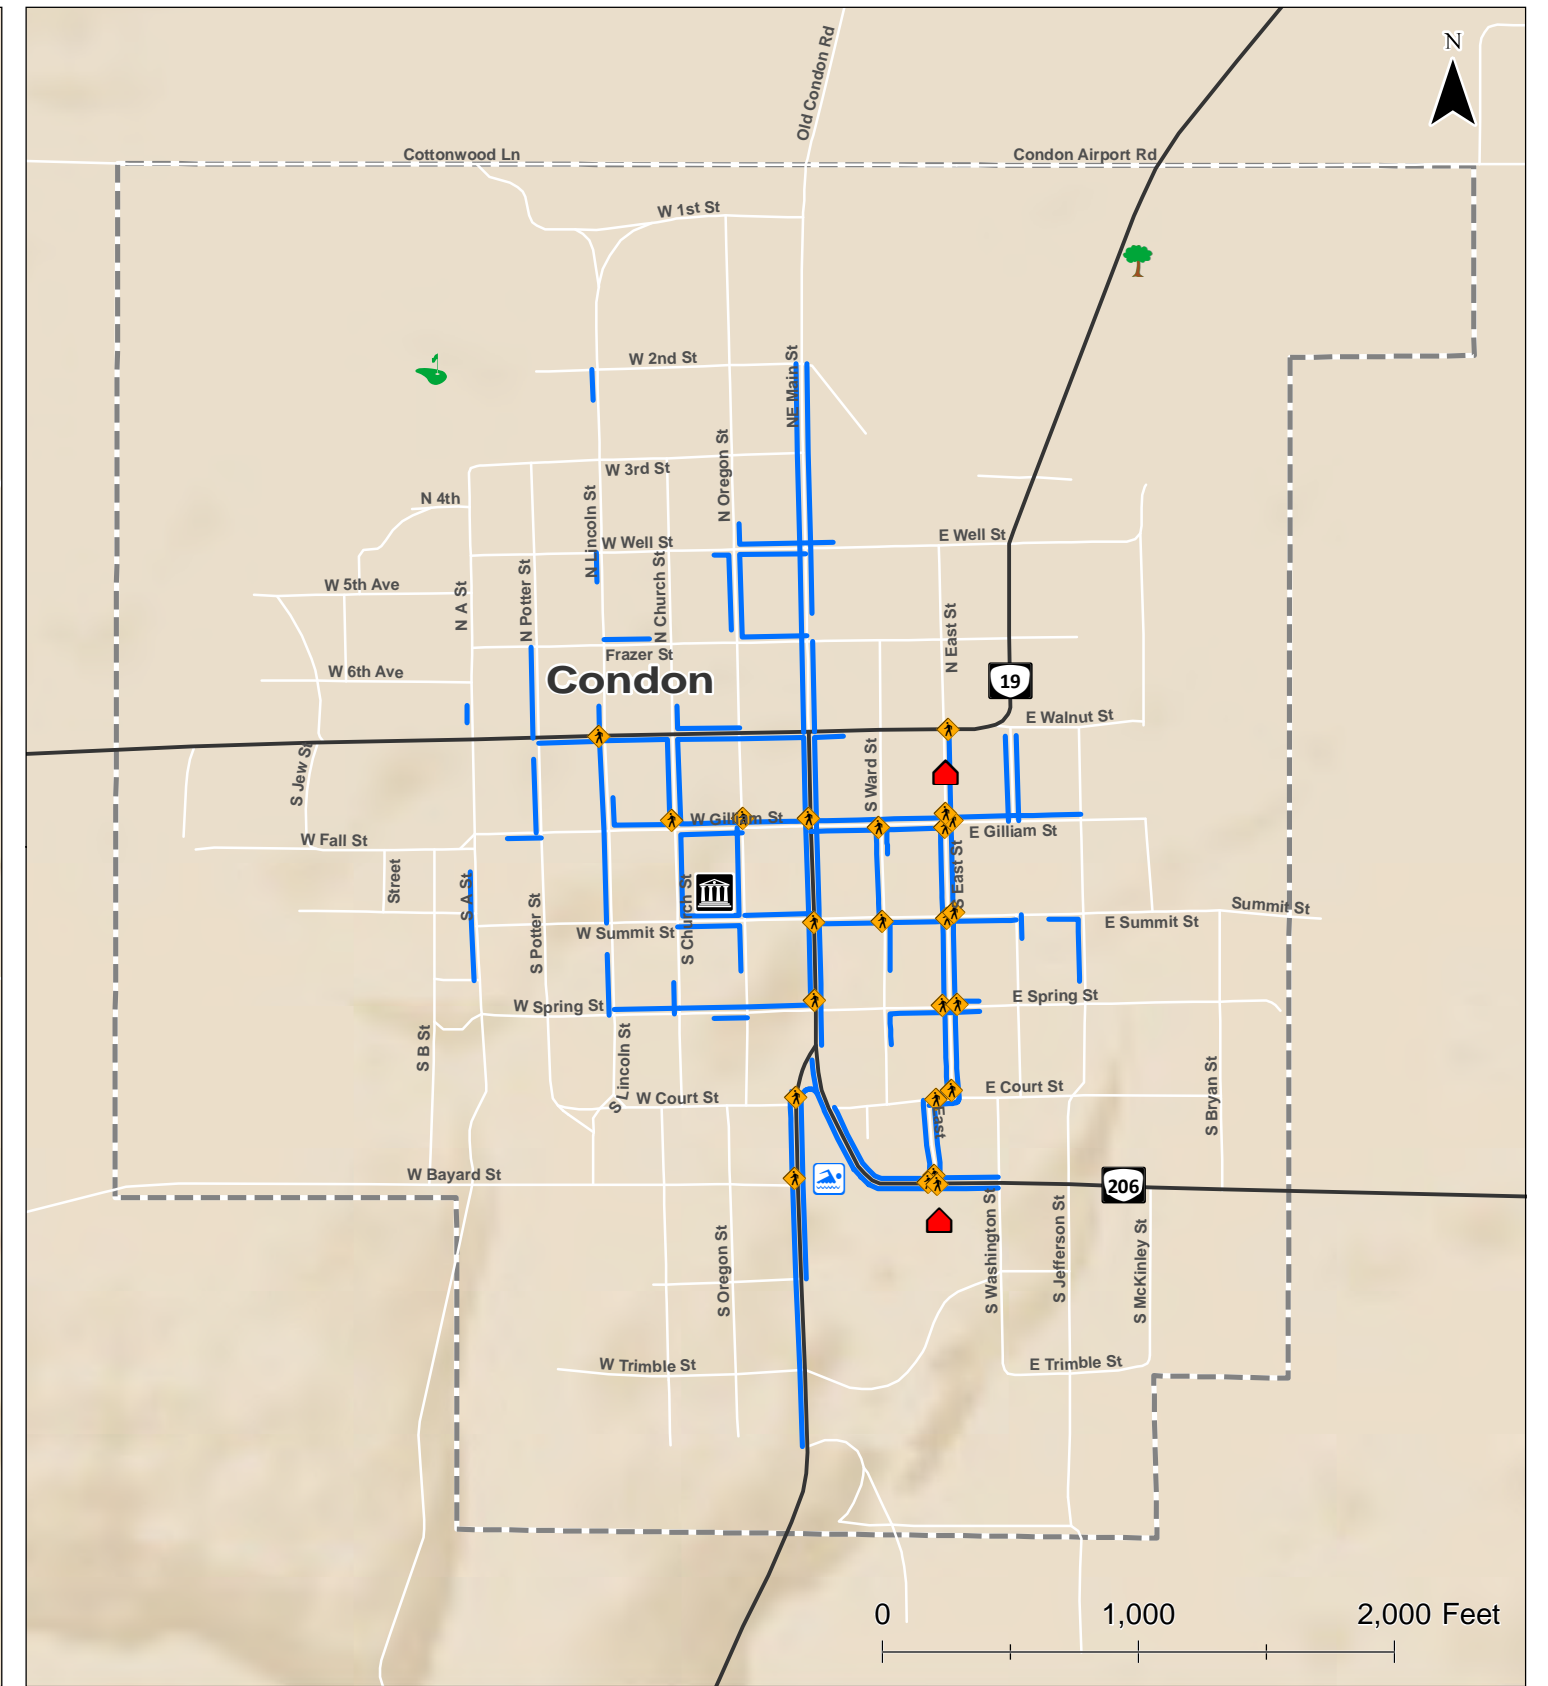 N
Old Condon Rd
Cottonwood Ln
Condon Airport Rd
W 1st St
W 2nd St
NE Main St
W 3rd St
N Oregon St
N 4th
N Lincoln St
W Well St
E Well St
W 5th Ave
N A St
N Potter St
N Church St
N East St
Frazer St
W 6th Ave
Condon
19
E Walnut St
S Jew St
S Ward St
W Gilliam St
E Gilliam St
W Fall St
Street
S A St
S East St
S Church St
S Potter St
Summit St
W Summit St
E Summit St
W Spring St
E Spring St
S B St
S Lincoln St
W Court St
E Court St
East
S Bryan St
W Bayard St
206
S Oregon St
S Washington St
S Jefferson St
S McKinley St
W Trimble St
E Trimble St
0 1,000 2,000 Feet